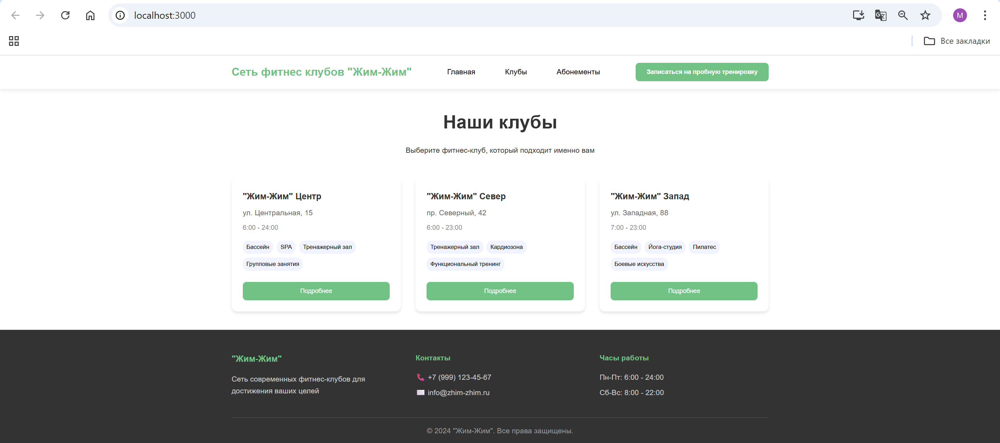 localhost:3000
M
Все закладки
Сеть фитнес клубов "Жим-Жим"
Главная
Клубы
Абонементы
Записаться на пробную тренировку
Наши клубы
Выберите фитнес-клуб, который подходит именно вам
"Жим-Жим" Центр
ул. Центральная, 15
6:00 - 24:00
Бассейн
SPA
Тренажерный зал
Групповые занятия
Подробнее
"Жим-Жим" Север
пр. Северный, 42
6:00 - 23:00
Тренажерный зал
Кардиозона
Функциональный тренинг
Подробнее
"Жим-Жим" Запад
ул. Западная, 88
7:00 - 23:00
Бассейн
Йога-студия
Пилатес
Боевые искусства
Подробнее
"Жим-Жим"
Сеть современных фитнес-клубов для
достижения ваших целей
Контакты
+7 (999) 123-45-67
info@zhim-zhim.ru
Часы работы
Пн-Пт: 6:00 - 24:00
Сб-Вс: 8:00 - 22:00
© 2024 "Жим-Жим". Все права защищены.